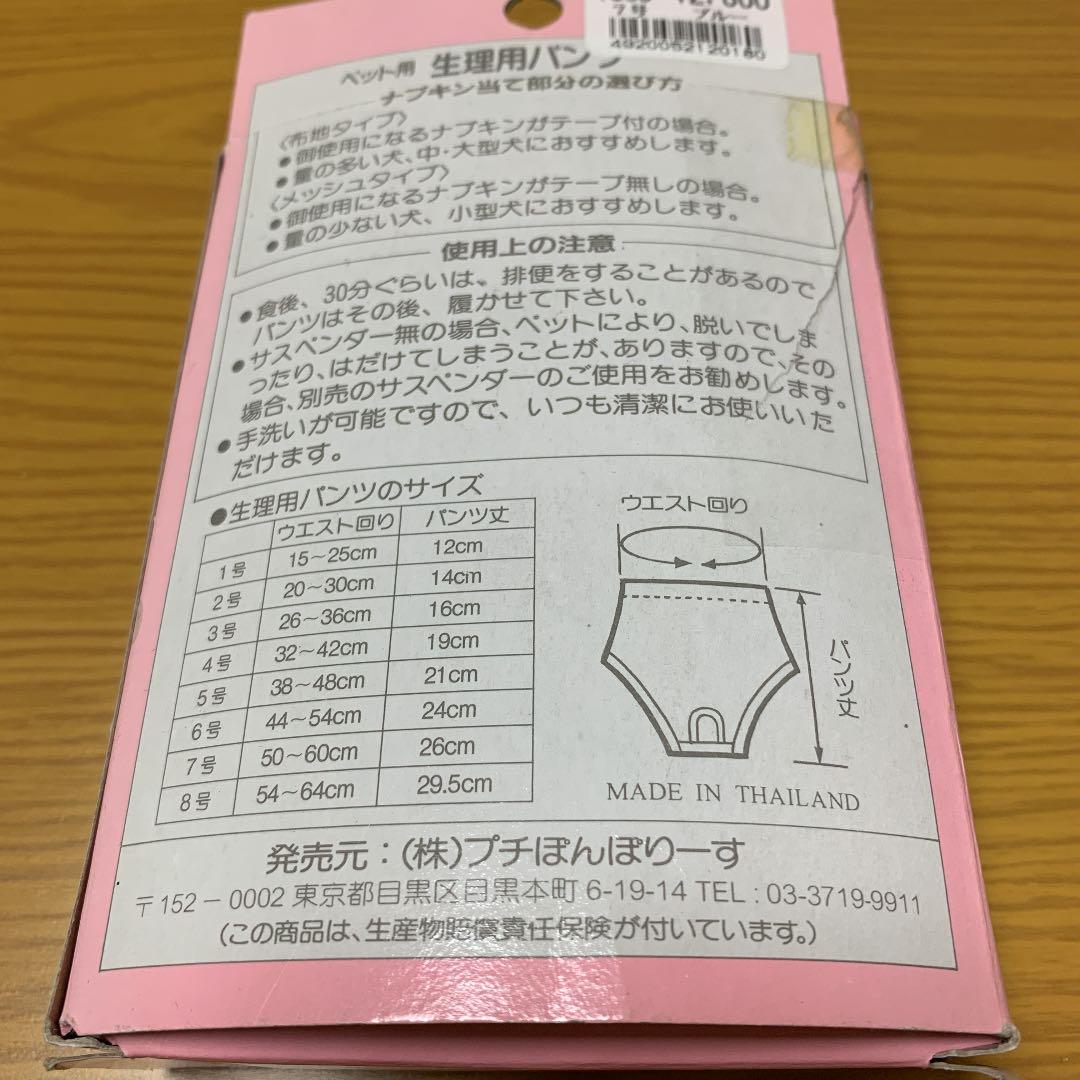 7号 ブルー
4920052120180
ペット用 生理用パンツ
ナプキン当て部分の選び方
〈布地タイプ〉
●御使用になるナプキンがテープ付の場合。
●量の多い犬、中・大型犬におすすめします。
〈メッシュタイプ〉
●御使用になるナプキンがテープ無しの場合。
●量の少ない犬、小型犬におすすめします。
使用上の注意
●食後、30分ぐらいは、排便をすることがあるので
パンツはその後、履かせて下さい。
●サスペンダー無の場合、ペットにより、脱いでしま
ったり、はだけてしまうことが、ありますので、その
場合、別売のサスペンダーのご使用をお勧めします。
●手洗いが可能ですので、いつも清潔にお使いいた
だけます。
●生理用パンツのサイズ
ウエスト回り パンツ丈
1号 15～25cm 12cm
2号 20～30cm 14cm
3号 26～36cm 16cm
4号 32～42cm 19cm
5号 38～48cm 21cm
6号 44～54cm 24cm
7号 50～60cm 26cm
8号 54～64cm 29.5cm
ウエスト回り
パンツ丈
MADE IN THAILAND
発売元：(株)プチぽんぽりーす
〒152－0002 東京都目黒区目黒本町 6-19-14 TEL : 03-3719-9911
(この商品は、生産物賠償責任保険が付いています。)